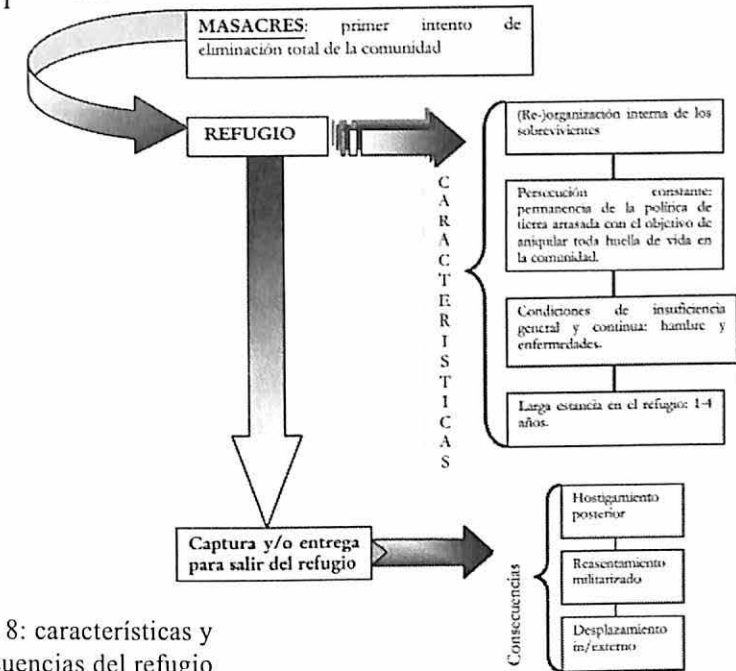 MASACRES: primer intento de
eliminación total de la comunidad
REFUGIO
CARACTERISTICAS
(Re-)organización interna de los
sobrevivientes
Persecución constante:
permanencia de la política de
tierra arrasada con el objetivo de
aniquilar toda huella de vida en
la comunidad.
Condiciones de insuficiencia
general y continua: hambre y
enfermedades.
Larga estancia en el refugio: 1-4
años.
Captura y/o entrega
para salir del refugio
Consecuencias
Hostigamiento
posterior
Reasentamiento
militarizado
Desplazamiento
in/externo
8: características y
uencias del refugio